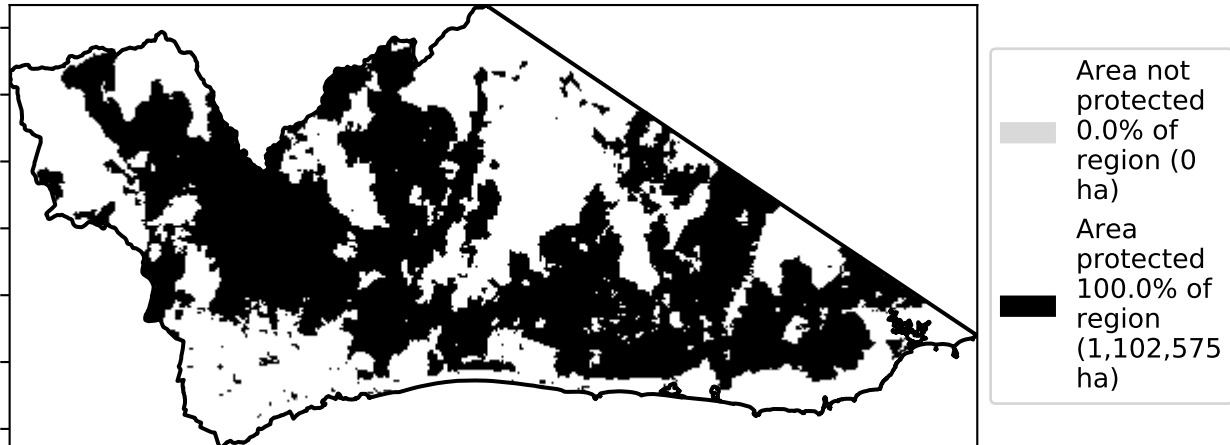 Area not
protected
0.0% of
region (0
ha)
Area
protected
100.0% of
region
(1,102,575
ha)